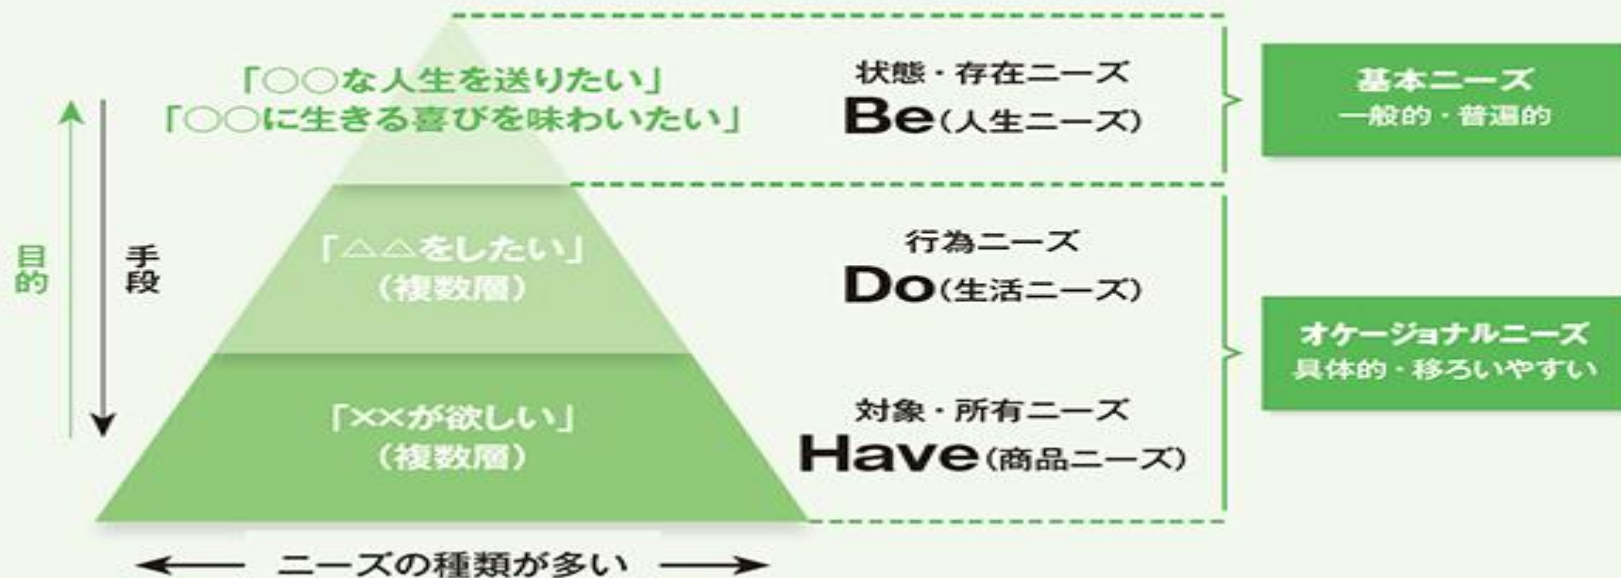 「○○な人生を送りたい」
「○○に生きる喜びを味わいたい」
状態・存在ニーズ
Be(人生ニーズ)
基本ニーズ
一般的・普遍的
目的
手段
「△△をしたい」
(複数層)
行為ニーズ
Do(生活ニーズ)
オケージョナルニーズ
具体的・移ろいやすい
「××が欲しい」
(複数層)
対象・所有ニーズ
Have(商品ニーズ)
ニーズの種類が多い